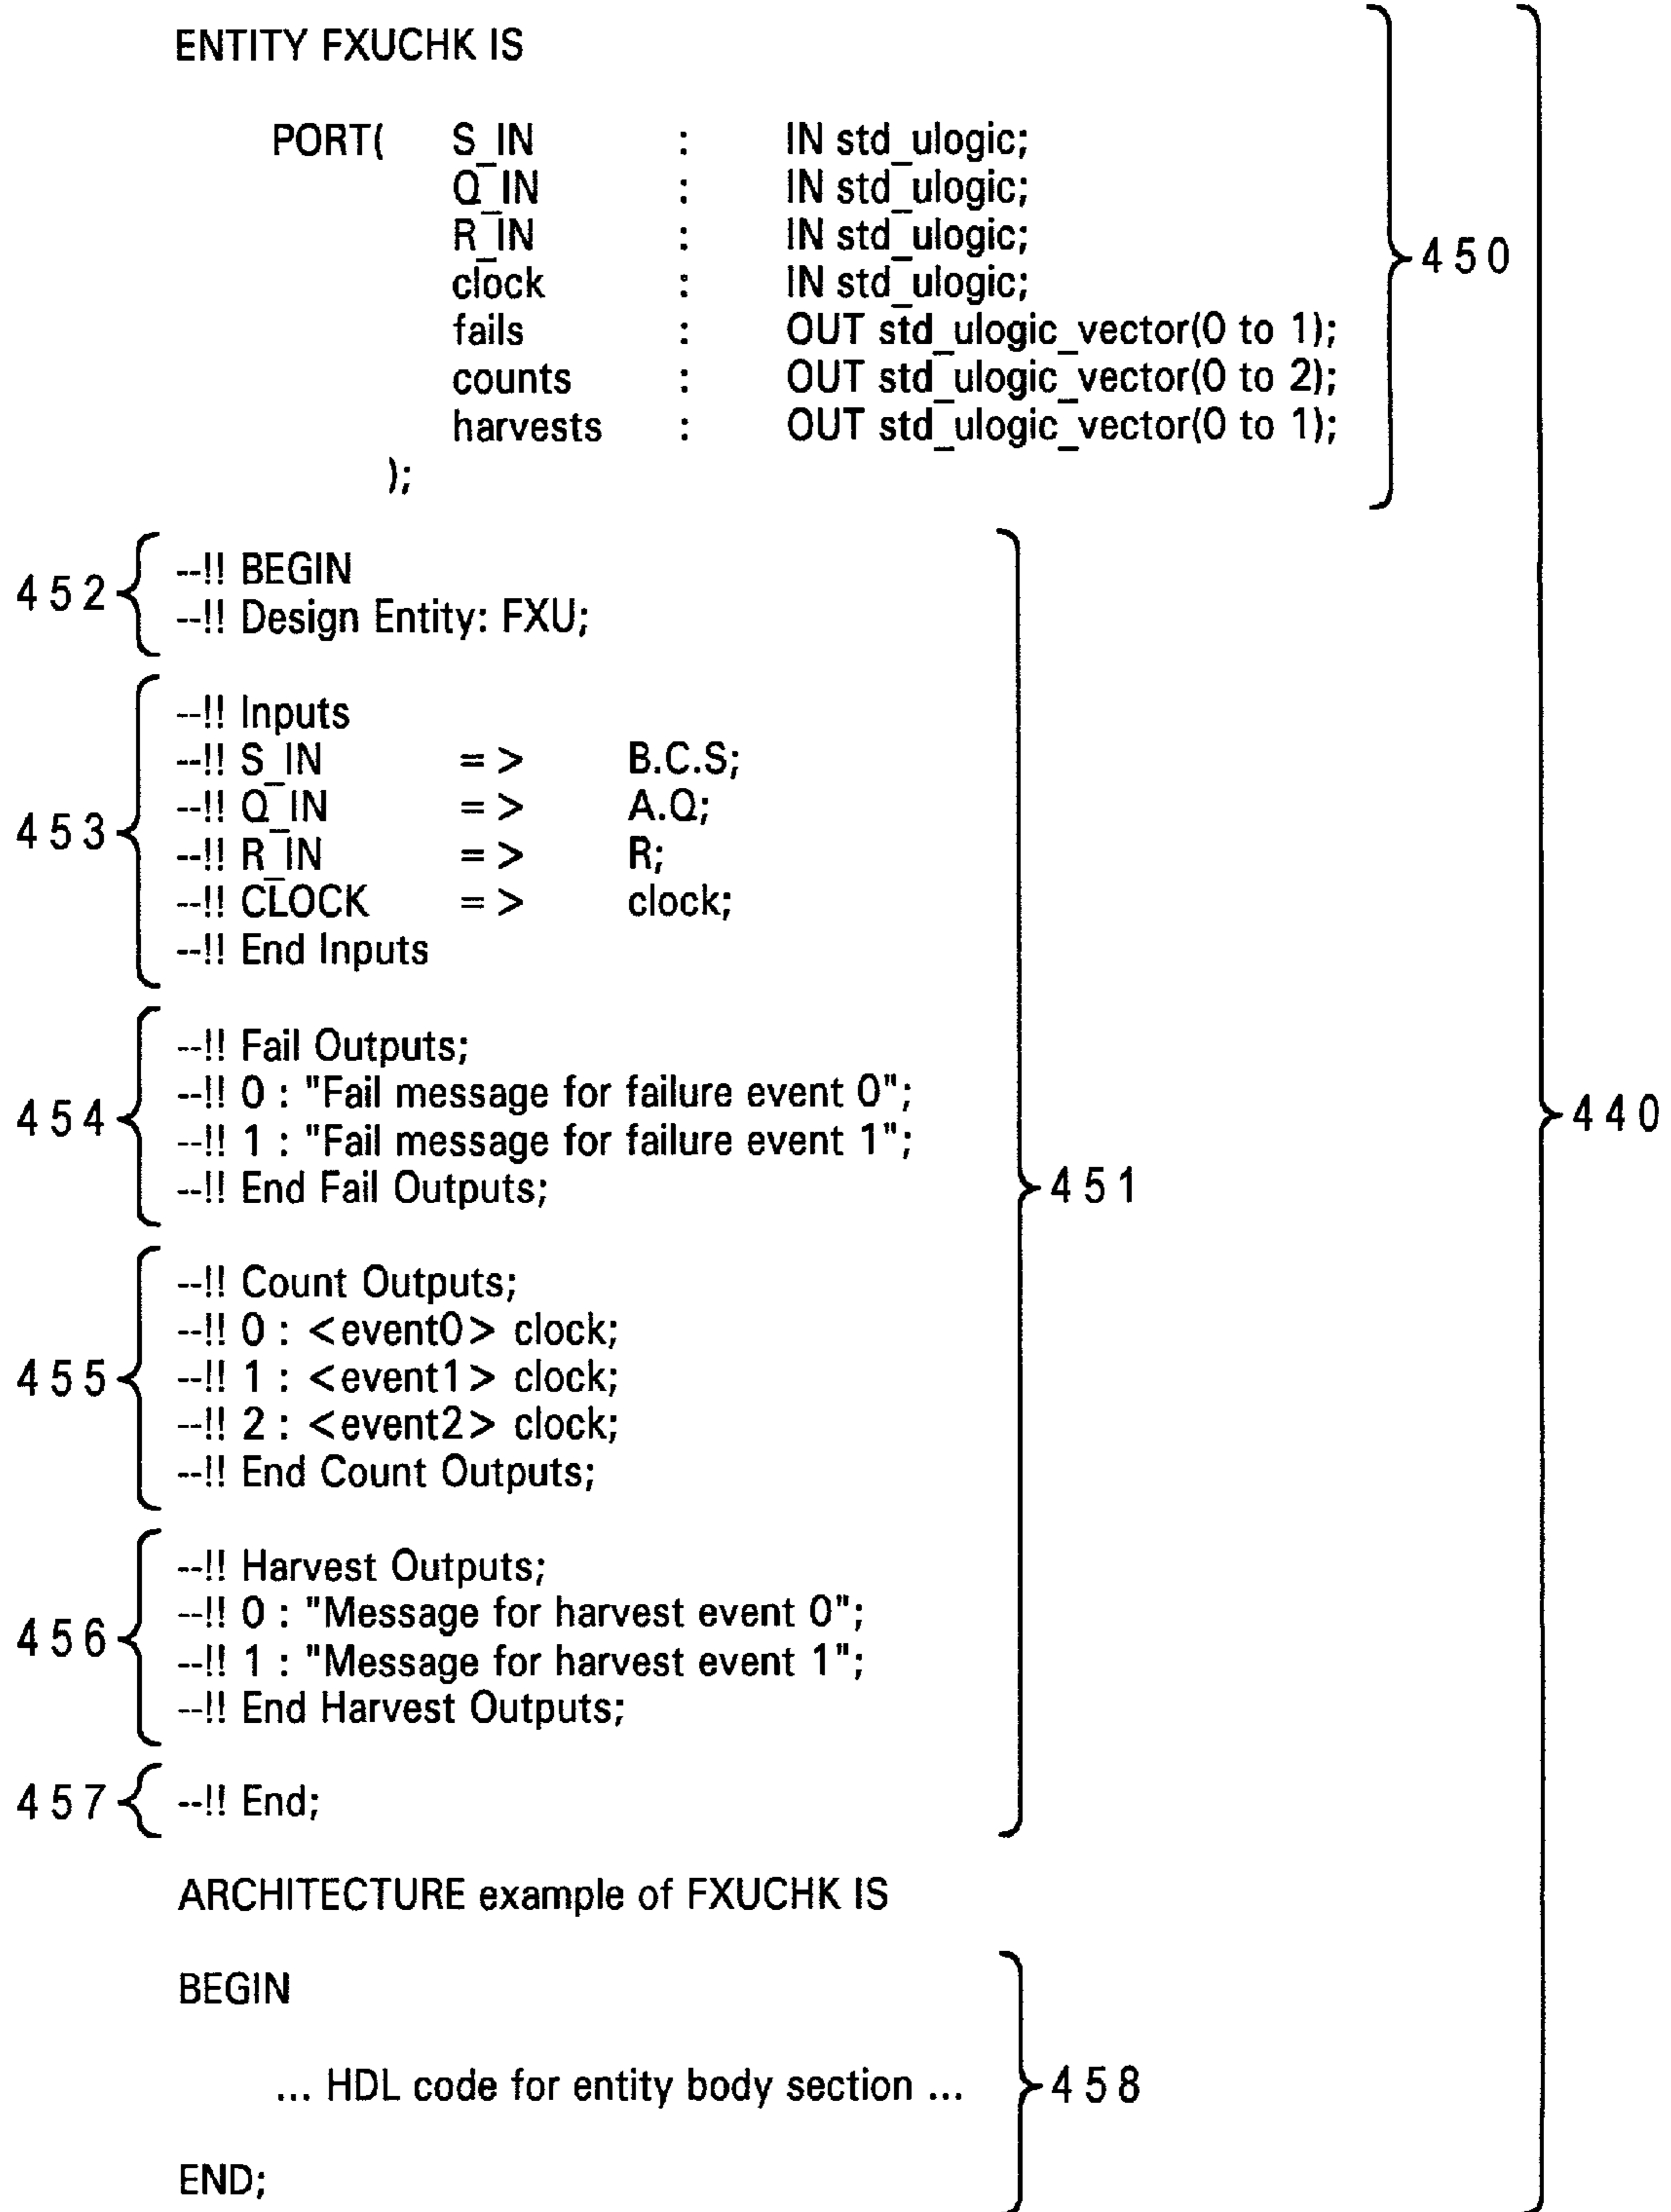 ENTITY FXUCHK IS
PORT( S_IN : IN std_ulogic;
Q_IN : IN std_ulogic;
R_IN : IN std_ulogic;
clock : IN std_ulogic;
fails : OUT std_ulogic_vector(0 to 1);
counts : OUT std_ulogic_vector(0 to 2);
harvests : OUT std_ulogic_vector(0 to 1);
);
450
452
--!! BEGIN
--!! Design Entity: FXU;
453
--!! Inputs
--!! S_IN => B.C.S;
--!! Q_IN => A.Q;
--!! R_IN => R;
--!! CLOCK => clock;
--!! End Inputs
454
--!! Fail Outputs;
--!! 0 : "Fail message for failure event 0";
--!! 1 : "Fail message for failure event 1";
--!! End Fail Outputs;
440
451
455
--!! Count Outputs;
--!! 0 : <event0> clock;
--!! 1 : <event1> clock;
--!! 2 : <event2> clock;
--!! End Count Outputs;
456
--!! Harvest Outputs;
--!! 0 : "Message for harvest event 0";
--!! 1 : "Message for harvest event 1";
--!! End Harvest Outputs;
457
--!! End;
ARCHITECTURE example of FXUCHK IS
BEGIN
... HDL code for entity body section ...
458
END;